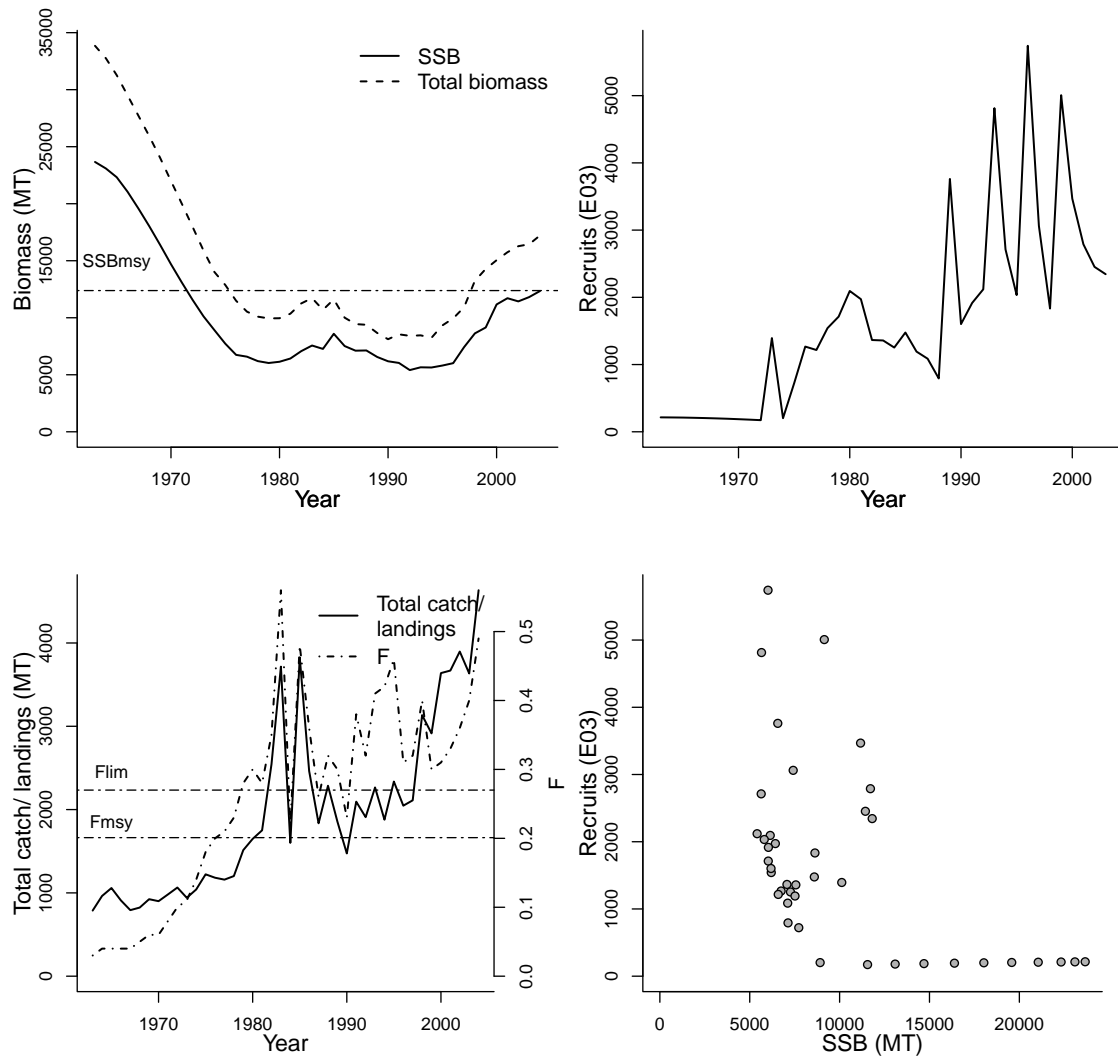 35000
25000
15000
5000
0
Biomass (MT)
SSB
Total biomass
SSBmsy
1970
1980
1990
2000
Year
5000
4000
3000
2000
1000
0
Recruits (E03)
1970
1980
1990
2000
Year
4000
3000
2000
1000
0
Total catch/ landings (MT)
Total catch/
landings
F
Flim
Fmsy
0.5
0.4
0.3
0.2
0.1
0.0
F
1970
1980
1990
2000
Year
5000
4000
3000
2000
1000
0
Recruits (E03)
0
5000
10000
15000
20000
SSB (MT)